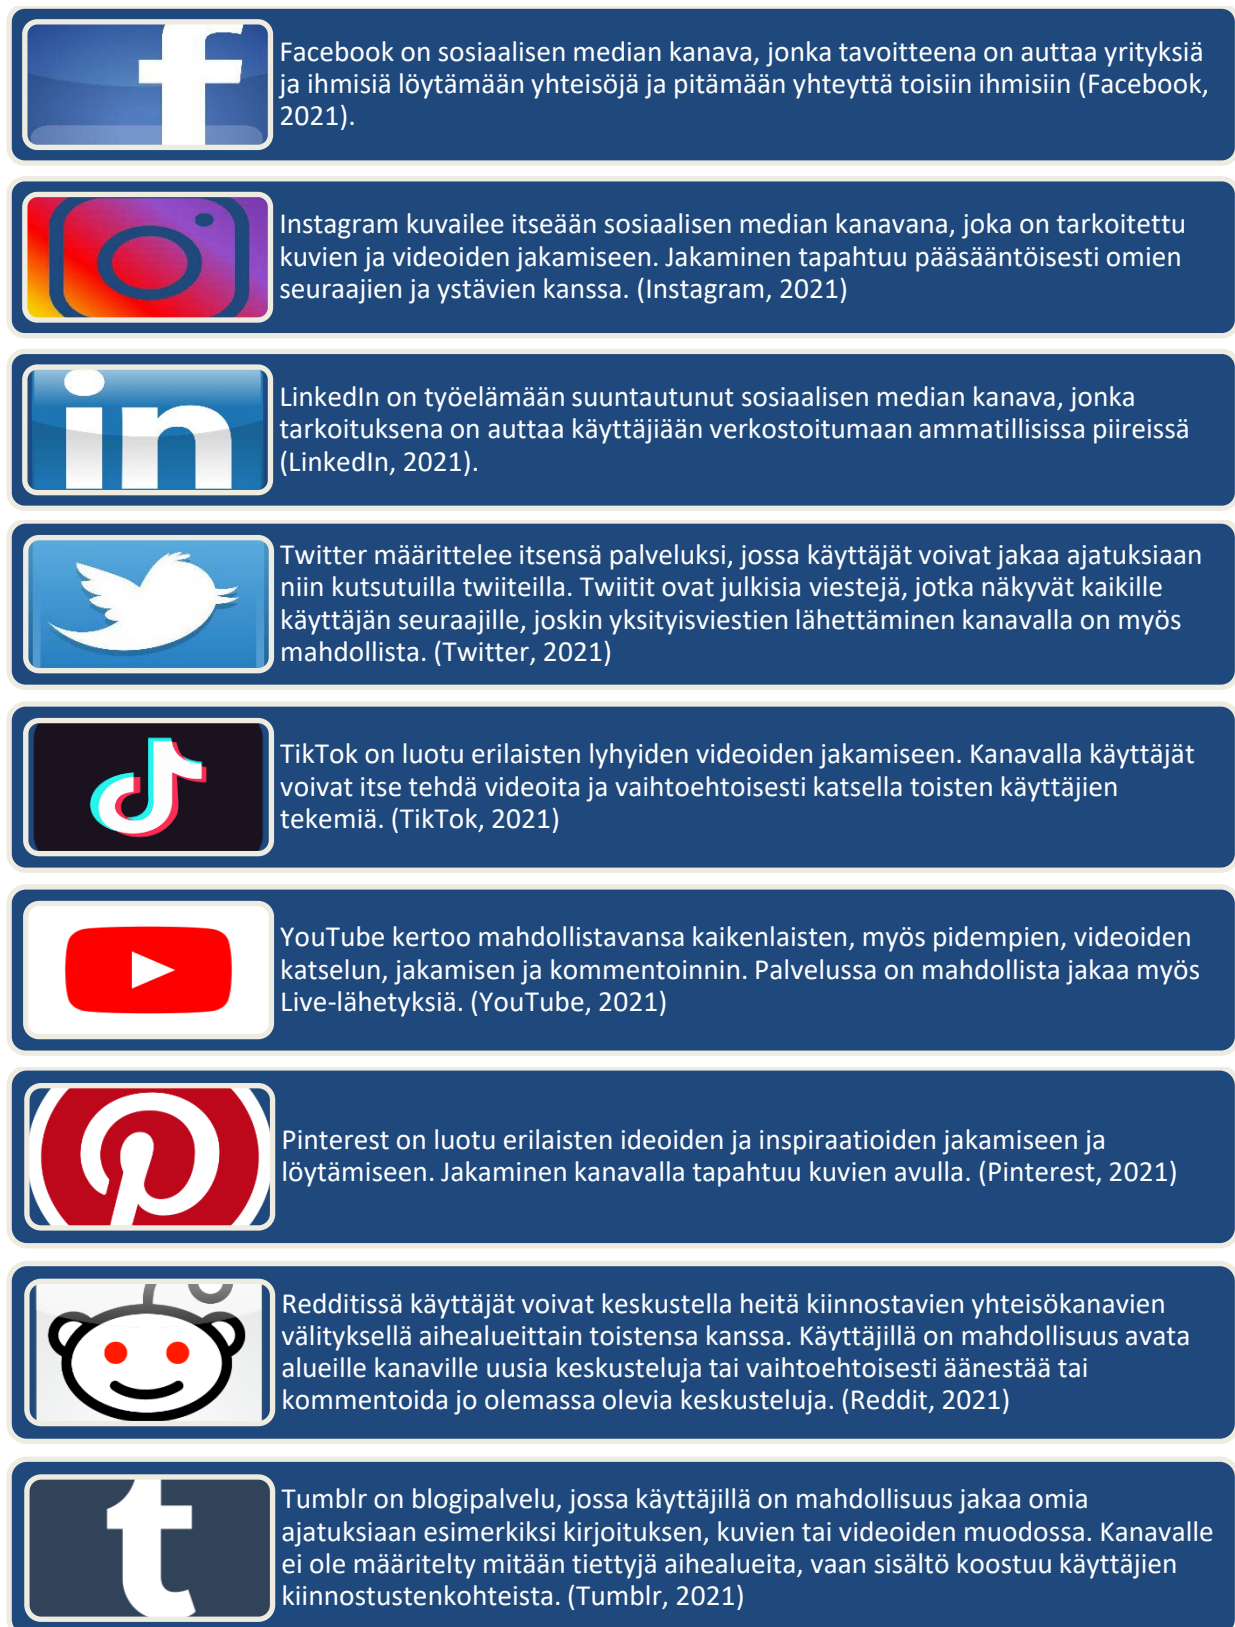 f
Facebook on sosiaalisen median kanava, jonka tavoitteena on auttaa yrityksiä
ja ihmisiä löytämään yhteisöjä ja pitämään yhteyttä toisiin ihmisiin (Facebook,
2021).
Instagram kuvailee itseään sosiaalisen median kanavana, joka on tarkoitettu
kuvien ja videoiden jakamiseen. Jakaminen tapahtuu pääsääntöisesti omien
seuraajien ja ystävien kanssa. (Instagram, 2021)
in
LinkedIn on työelämään suuntautunut sosiaalisen median kanava, jonka
tarkoituksena on auttaa käyttäjiään verkostoitumaan ammatillisissa piireissä
(LinkedIn, 2021).
Twitter määrittelee itsensä palveluksi, jossa käyttäjät voivat jakaa ajatuksiaan
niin kutsutuilla twiiteilla. Twiitit ovat julkisia viestejä, jotka näkyvät kaikille
käyttäjän seuraajille, joskin yksityisviestien lähettäminen kanavalla on myös
mahdollista. (Twitter, 2021)
TikTok on luotu erilaisten lyhyiden videoiden jakamiseen. Kanavalla käyttäjät
voivat itse tehdä videoita ja vaihtoehtoisesti katsella toisten käyttäjien
tekemiä. (TikTok, 2021)
YouTube kertoo mahdollistavansa kaikenlaisten, myös pidempien, videoiden
katselun, jakamisen ja kommentoinnin. Palvelussa on mahdollista jakaa myös
Live-lähetyksiä. (YouTube, 2021)
Pinterest on luotu erilaisten ideoiden ja inspiraatioiden jakamiseen ja
löytämiseen. Jakaminen kanavalla tapahtuu kuvien avulla. (Pinterest, 2021)
Redditissä käyttäjät voivat keskustella heitä kiinnostavien yhteisökanavien
välityksellä aihealueittain toistensa kanssa. Käyttäjillä on mahdollisuus avata
alueille kanaville uusia keskusteluja tai vaihtoehtoisesti äänestää tai
kommentoida jo olemassa olevia keskusteluja. (Reddit, 2021)
t
Tumblr on blogipalvelu, jossa käyttäjillä on mahdollisuus jakaa omia
ajatuksiaan esimerkiksi kirjoituksen, kuvien tai videoiden muodossa. Kanavalle
ei ole määritelty mitään tiettyjä aihealueita, vaan sisältö koostuu käyttäjien
kiinnostustenkohteista. (Tumblr, 2021)